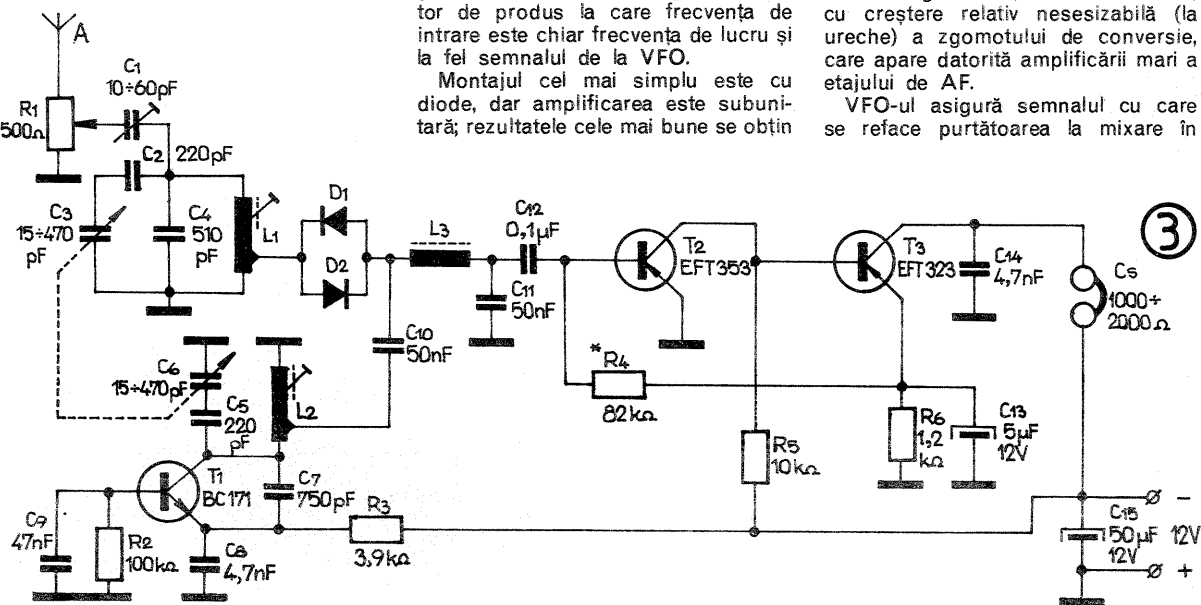 tor de produs la care frecvența de
intrare este chiar frecvența de lucru și
la fel semnalul de la VFO.
Montajul cel mai simplu este cu
diode, dar amplificarea este subuni-
tară; rezultatele cele mai bune se obțin
cu creștere relativ nesesizabilă (la
ureche) a zgomotului de conversie,
care apare datorită amplificării mari a
etajului de AF.
VFO-ul asigură semnalul cu care
se reface purtătoarea la mixare în
A
C1
10÷60pF
R1
500Ω
C2
220pF
C3
15÷470
pF
C4
510
pF
L1
D1
D2
L3
C12
0,1µF
C11
50nF
C10
50nF
T2
EFT353
T3
EFT323
C14
4,7nF
Cs
1000÷
2000Ω
3
C6
15÷470pF
C5
220
pF
L2
* R4
82kΩ
R5
10kΩ
R6
1,2
kΩ
C13
5µF
12V
T1
BC171
C7
750pF
R3
3,9kΩ
C9
47nF
R2
100kΩ
C8
4,7nF
-
C15
50µF
12V
12V
+